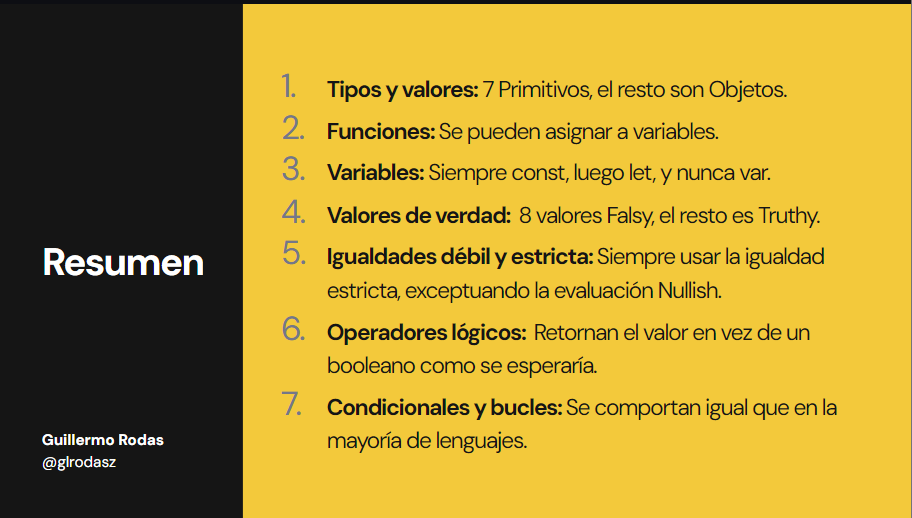 Resumen
Guillermo Rodas
@glrodasz
1. Tipos y valores: 7 Primitivos, el resto son Objetos.
2. Funciones: Se pueden asignar a variables.
3. Variables: Siempre const, luego let, y nunca var.
4. Valores de verdad: 8 valores Falsy, el resto es Truthy.
5. Igualdades débil y estricta: Siempre usar la igualdad
estricta, exceptuando la evaluación Nullish.
6. Operadores lógicos: Retornan el valor en vez de un
booleano como se esperaría.
7. Condicionales y bucles: Se comportan igual que en la
mayoría de lenguajes.